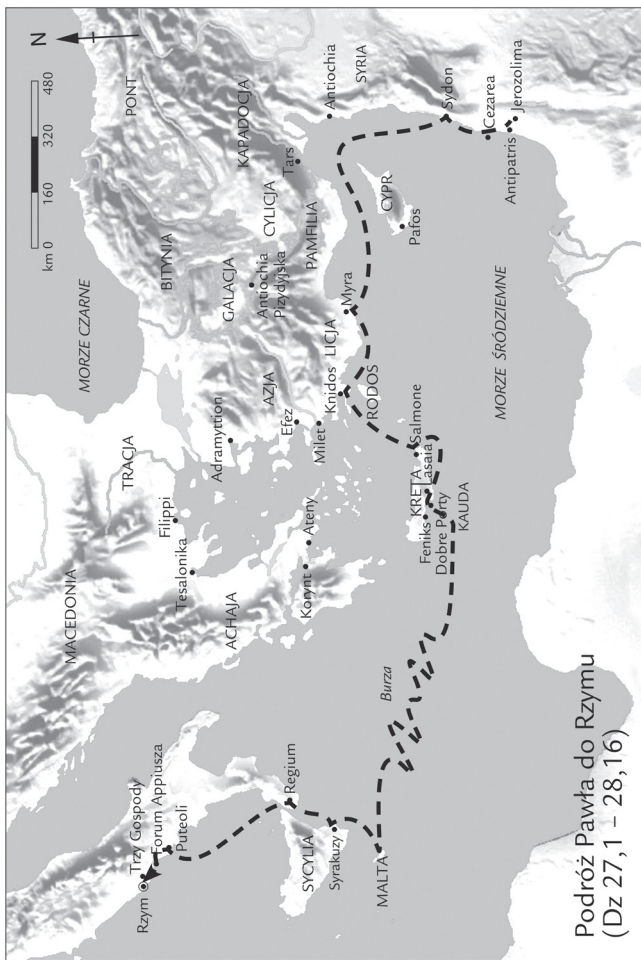 N
km 0 160 320 480
MORZE CZARNE
PONT
BITYNIA
KAPADOCJA
TRACJA
MACEDONIA
Filippi
Tesalonika
Trzy Gospody
Forum Appiusza
Puteoli
Rzym
GALACJA
CYLICJA
Tars
Antiochia
SYRIA
Antiochia
Pizydyjska
PAMFILIA
Adramyttion
AZJA
Efez
Milet
Knidos
LICJA
Myra
RODOS
ACHAJA
Ateny
Korynt
Regium
SYCYLIA
Syrakuzy
MALTA
Burza
CYPR
Pafos
Sydon
Cezarea
Jerozolima
Antipatris
Salmone
KRETA
Lasaia
Feniks
Dobre Porty
KAUDA
MORZE ŚRÓDZIEMNE
Podróż Pawła do Rzymu
(Dz 27,1 – 28,16)